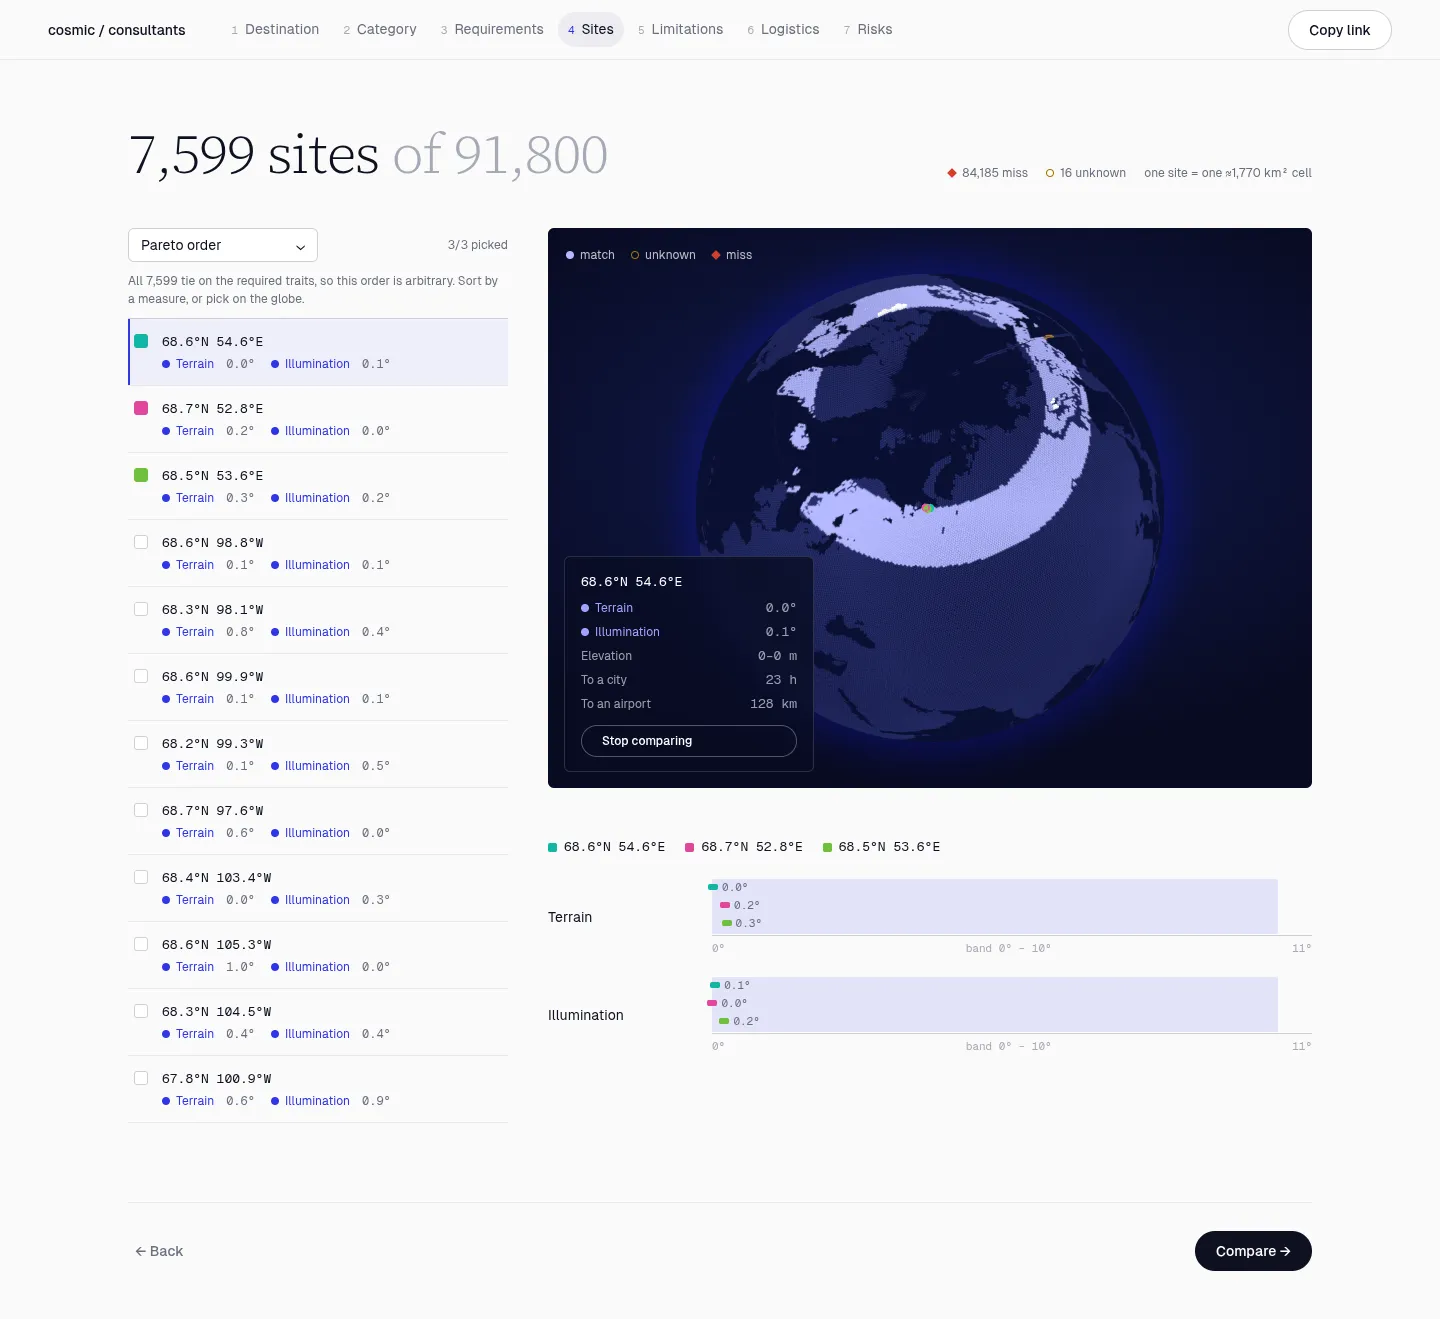 cosmic / consultants
1 Destination
2 Category
3 Requirements
4 Sites
5 Limitations
6 Logistics
7 Risks
Copy link
7,599 sites of 91,800
84,185 miss
16 unknown
one site = one ≈1,770 km² cell
Pareto order
3/3 picked
All 7,599 tie on the required traits, so this order is arbitrary. Sort by
a measure, or pick on the globe.
68.6°N 54.6°E
Terrain 0.0° Illumination 0.1°
68.7°N 52.8°E
Terrain 0.2° Illumination 0.0°
68.5°N 53.6°E
Terrain 0.3° Illumination 0.2°
68.6°N 98.8°W
Terrain 0.1° Illumination 0.1°
68.3°N 98.1°W
Terrain 0.8° Illumination 0.4°
68.6°N 99.9°W
Terrain 0.1° Illumination 0.1°
68.2°N 99.3°W
Terrain 0.1° Illumination 0.5°
68.7°N 97.6°W
Terrain 0.6° Illumination 0.0°
68.4°N 103.4°W
Terrain 0.0° Illumination 0.3°
68.6°N 105.3°W
Terrain 1.0° Illumination 0.0°
68.3°N 104.5°W
Terrain 0.4° Illumination 0.4°
67.8°N 100.9°W
Terrain 0.6° Illumination 0.9°
match unknown miss
68.6°N 54.6°E
Terrain 0.0°
Illumination 0.1°
Elevation 0–0 m
To a city 23 h
To an airport 128 km
Stop comparing
68.6°N 54.6°E 68.7°N 52.8°E 68.5°N 53.6°E
Terrain
0.0°
0.2°
0.3°
0° band 0° – 10° 11°
Illumination
0.1°
0.0°
0.2°
0° band 0° – 10° 11°
← Back
Compare →